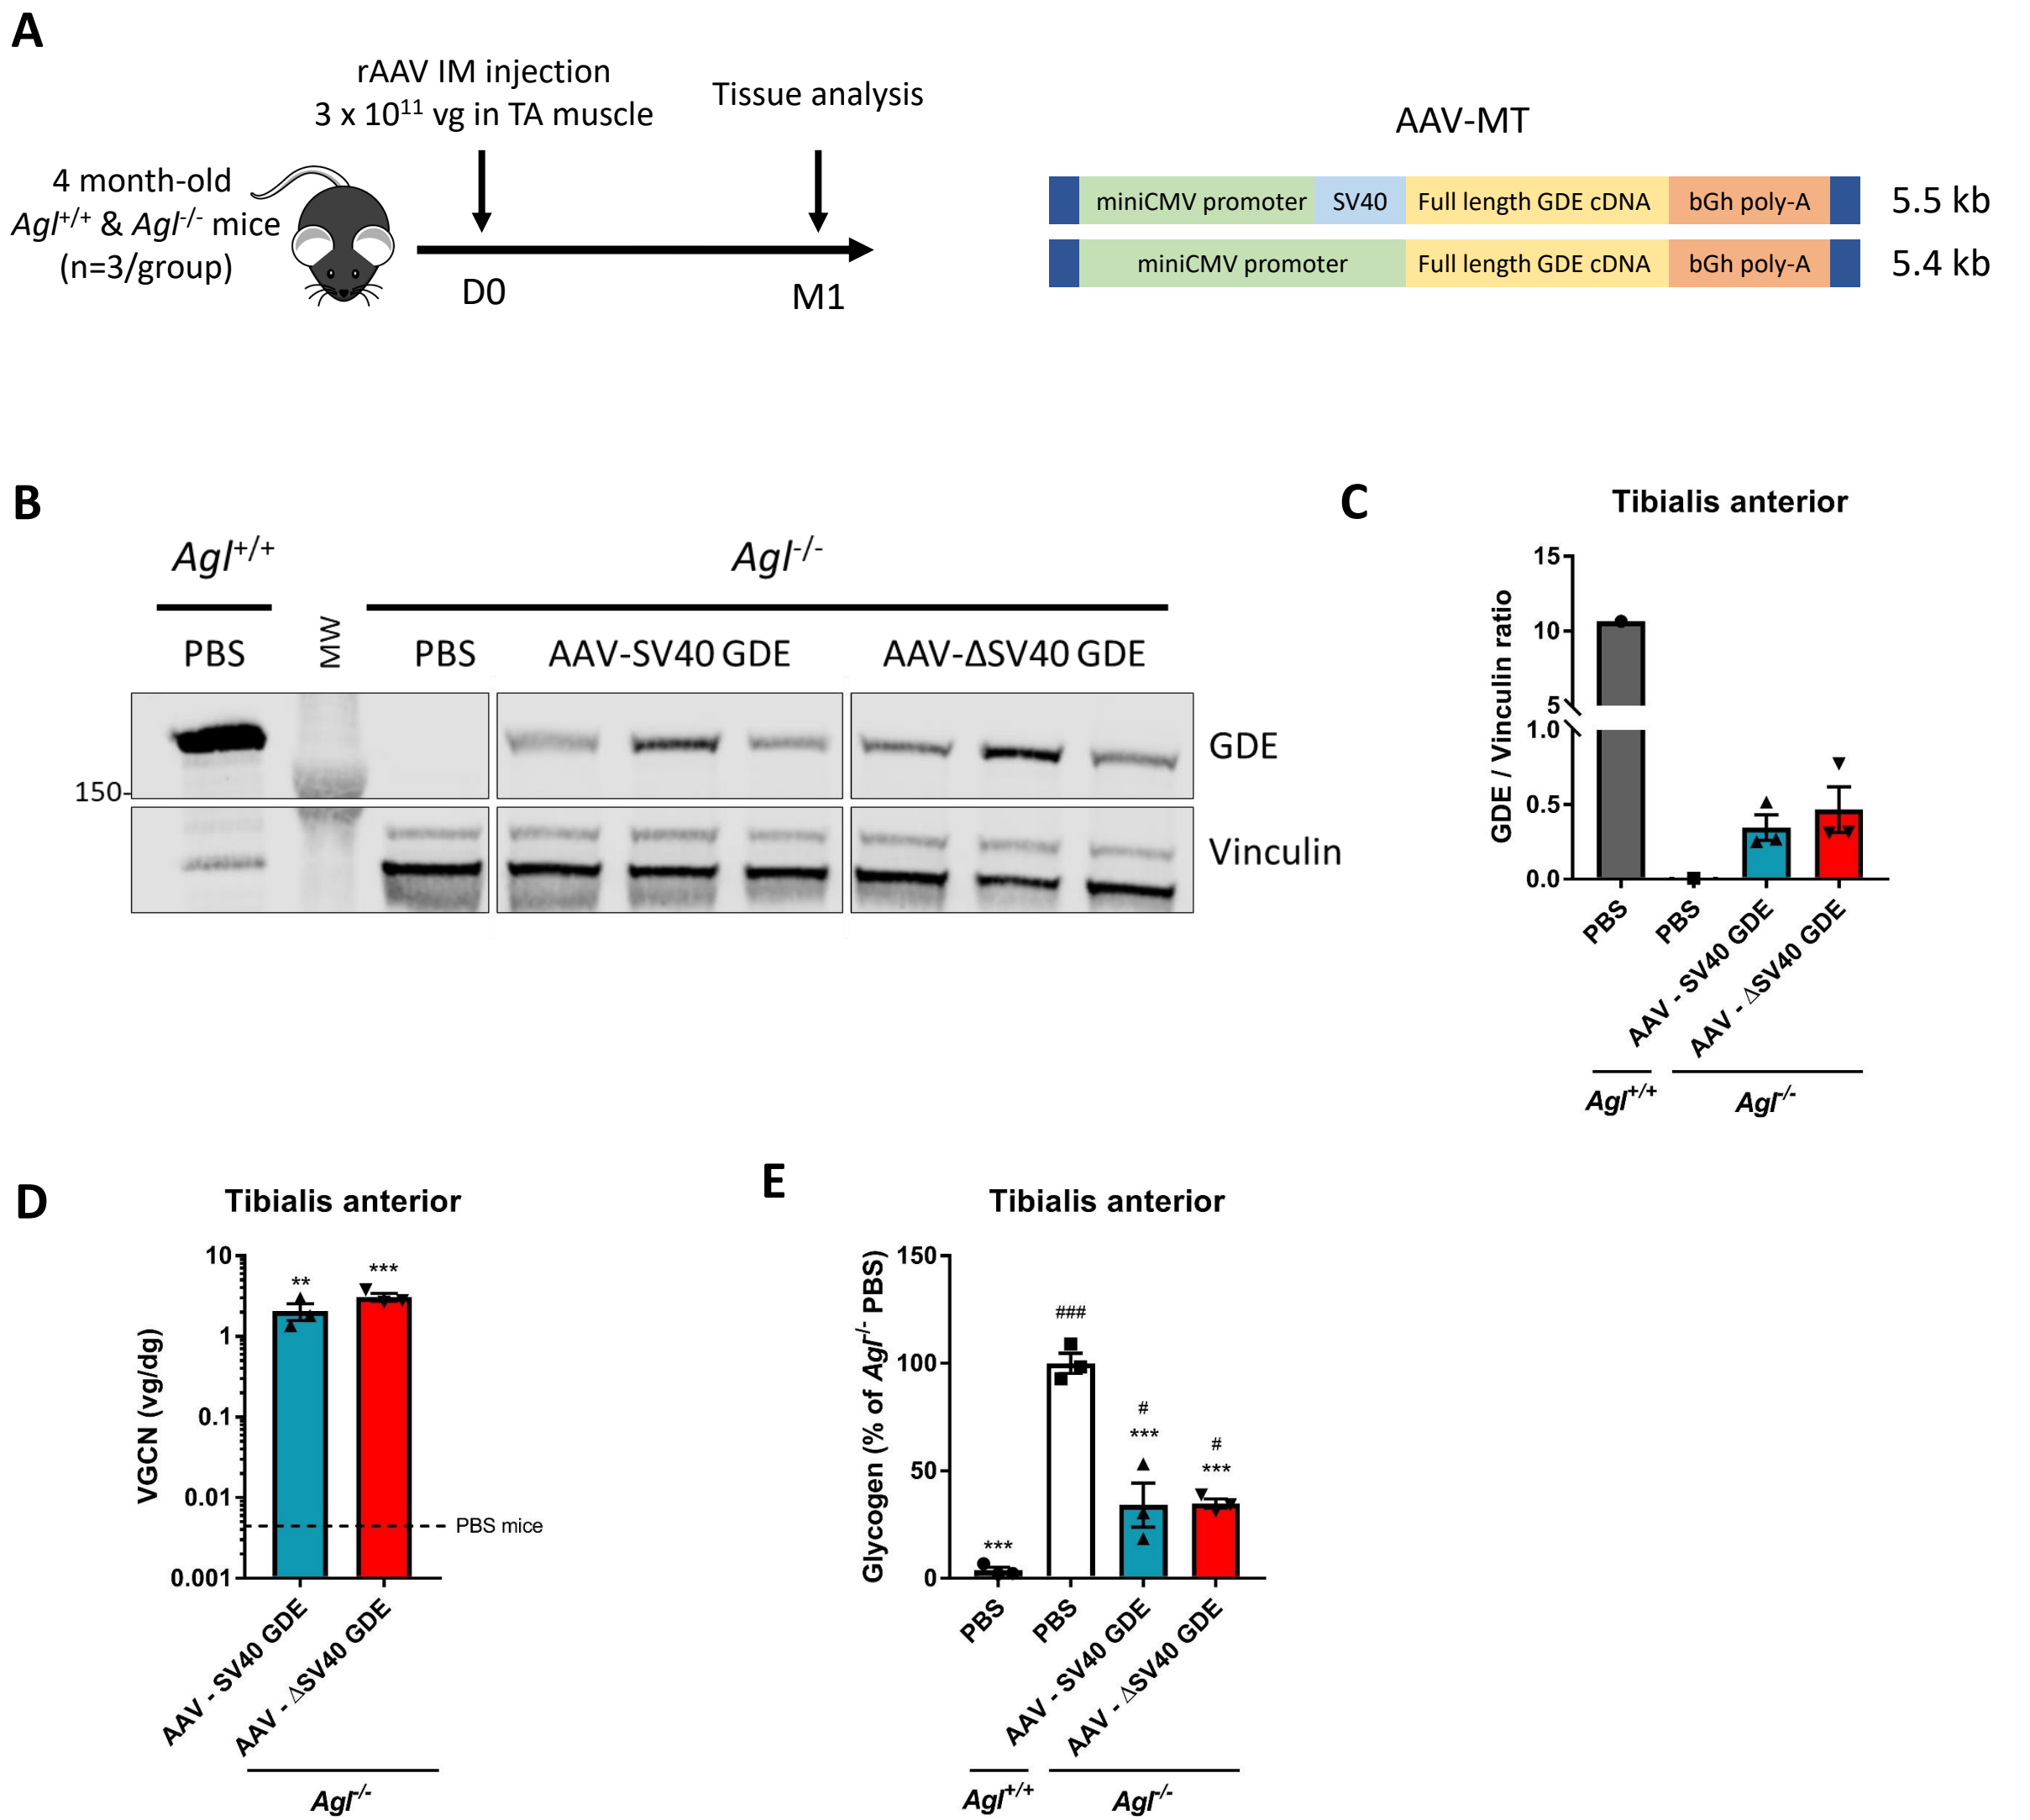 A
rAAV IM injection
3 x 10¹¹ vg in TA muscle
Tissue analysis
4 month-old
Agl+/+ & Agl-/- mice
(n=3/group)
D0
M1
AAV-MT
miniCMV promoter SV40 Full length GDE cDNA bGh poly-A 5.5 kb
miniCMV promoter Full length GDE cDNA bGh poly-A 5.4 kb
B
Agl+/+ Agl-/-
PBS MW PBS AAV-SV40 GDE AAV-ΔSV40 GDE
GDE
150-
Vinculin
C
Tibialis anterior
GDE / Vinculin ratio
15
10
5
1.0
0.5
0.0
PBS
PBS
AAV - SV40 GDE
AAV - ΔSV40 GDE
Agl+/+
Agl-/-
D
Tibialis anterior
VGCN (vg/dg)
10
1
0.1
0.01
0.001
**
***
PBS mice
AAV - SV40 GDE
AAV - ΔSV40 GDE
Agl-/-
E
Tibialis anterior
Glycogen (% of Agl-/- PBS)
150
100
50
0
***
###
#
***
#
***
PBS
PBS
AAV - SV40 GDE
AAV - ΔSV40 GDE
Agl+/+
Agl-/-